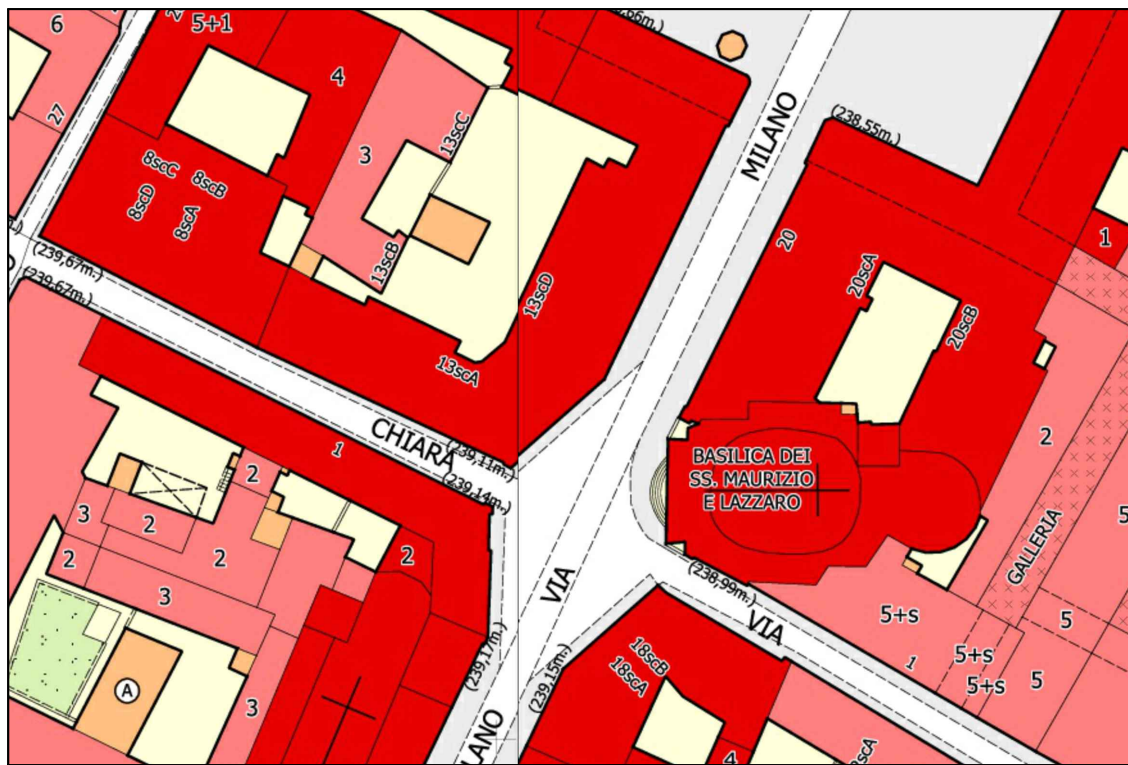 6
5+1
4
27
3
13scC
8scC
8scB
8scD
8scA
13scB
13scD
(239,67m.)
(239,67m.)
13scA
MILANO
(238,55m.)
20
20scA
20scB
1
CHIARA
(239,11m.)
(239,14m.)
1
BASILICA DEI
SS. MAURIZIO
E LAZZARO
2
GALLERIA
5
2
3
2
2
2
2
3
3
A
VIA
(239,17m.)
(239,15m.)
LANO
(238,99m.)
VIA
5+s
1
5+s
5+s
5
5
18scB
18scA
4